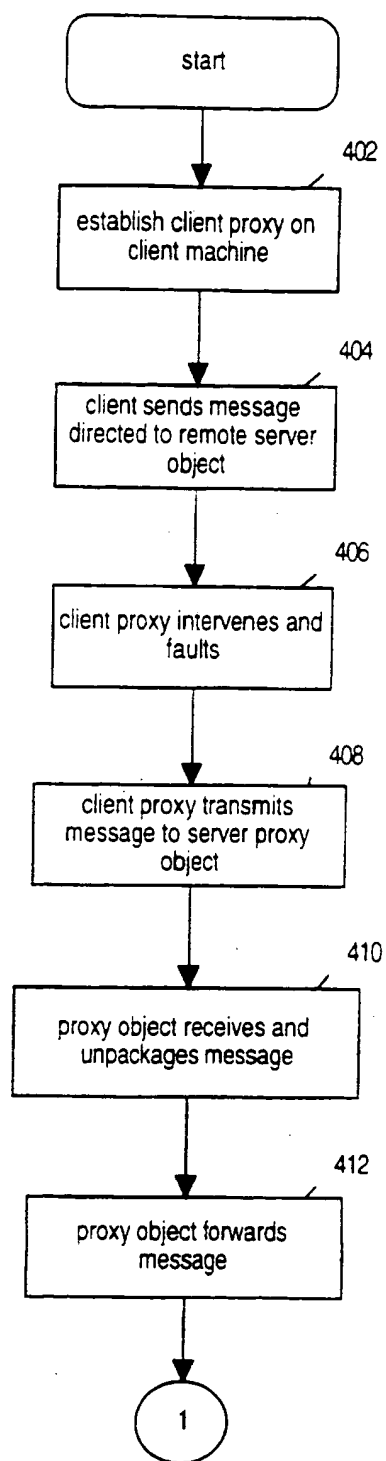 start
402
establish client proxy on
client machine
404
client sends message
directed to remote server
object
406
client proxy intervenes and
faults
408
client proxy transmits
message to server proxy
object
410
proxy object receives and
unpackages message
412
proxy object forwards
message
1